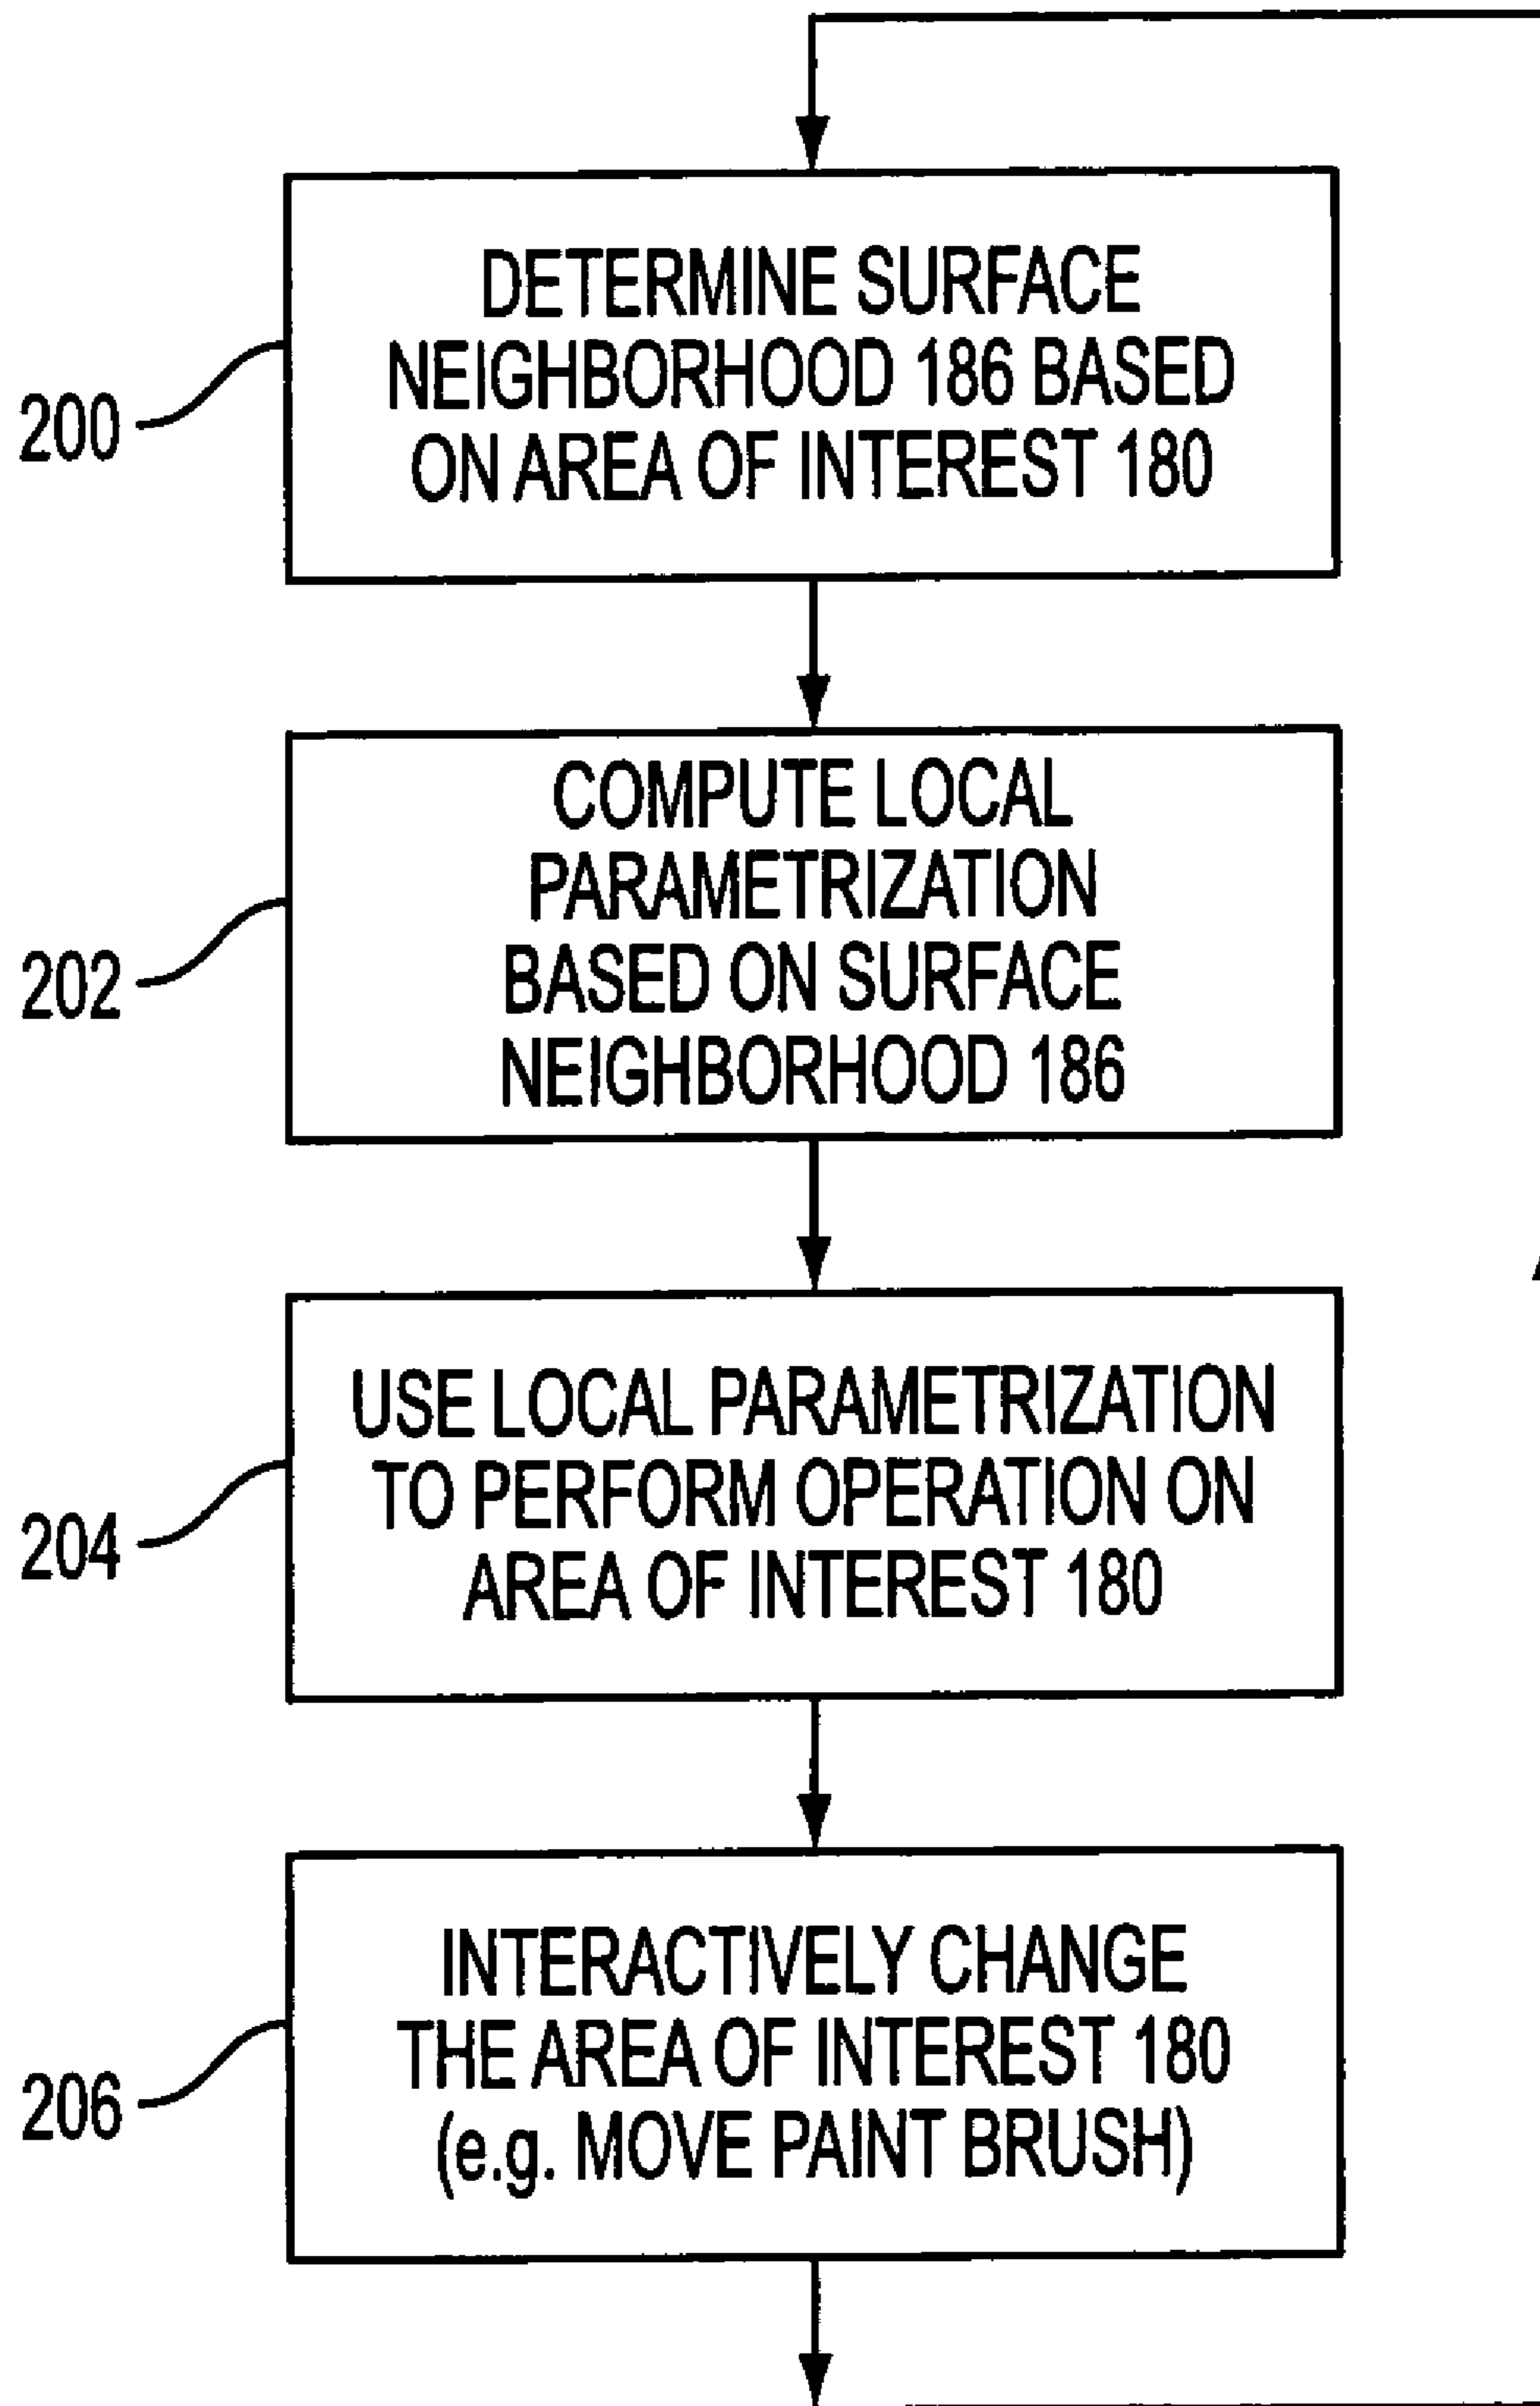 DETERMINE SURFACE
NEIGHBORHOOD 186 BASED
ON AREA OF INTEREST 180
200
COMPUTE LOCAL
PARAMETRIZATION
BASED ON SURFACE
NEIGHBORHOOD 186
202
USE LOCAL PARAMETRIZATION
TO PERFORM OPERATION ON
AREA OF INTEREST 180
204
INTERACTIVELY CHANGE
THE AREA OF INTEREST 180
(e.g. MOVE PAINT BRUSH)
206